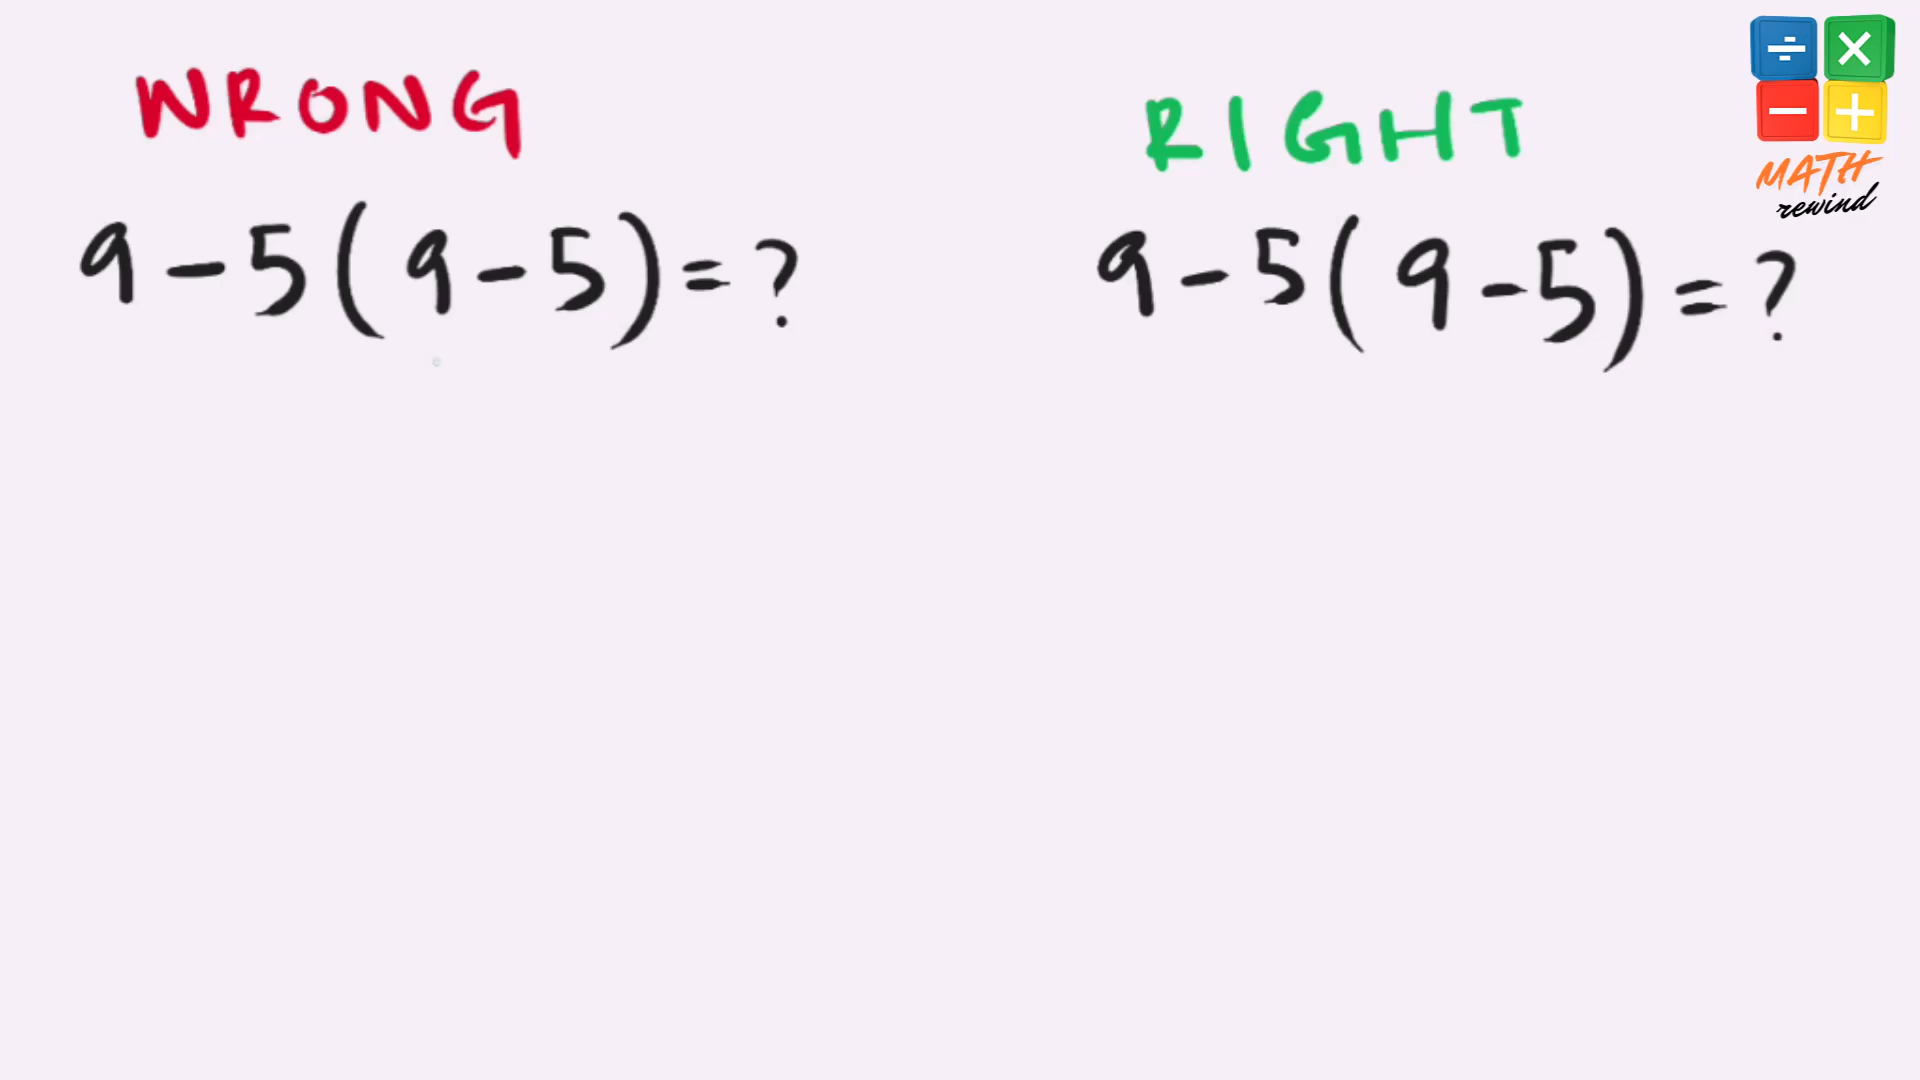 WRONG
9-5(9-5)=?
RIGHT
9-5(9-5)=?
÷ ×
- +
MATH
rewind